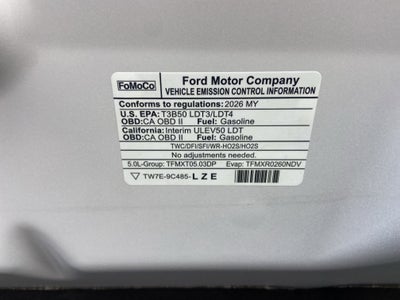 FoMoCo
Ford Motor Company
VEHICLE EMISSION CONTROL INFORMATION
Conforms to regulations: 2026 MY
U.S. EPA: T3B50 LDT3/LDT4
OBD:CA OBD II Fuel: Gasoline
California: Interim ULEV50 LDT
OBD:CA OBD II Fuel: Gasoline
TWC/DFI/SFI/WR-HO2S/HO2S
No adjustments needed.
5.0L-Group: TFMXT05.03DP Evap: TFMXR0260NDV
TW7E-9C485-LZE